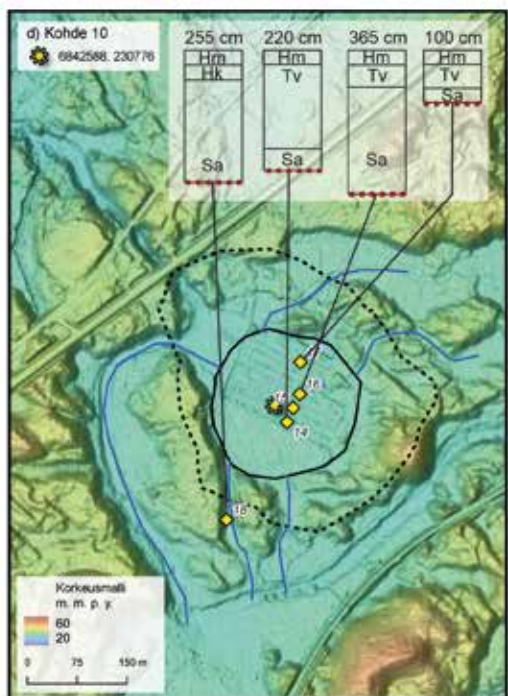 d) Kohde 10
6842588, 230776
255 cm 220 cm 365 cm 100 cm
Hm Hm Hm Hm
Hk Tv Tv Tv
Sa
Sa Sa Sa
16
15
14
18
Korkeusmalli
m. m. p. y.
60
20
0 75 150 m